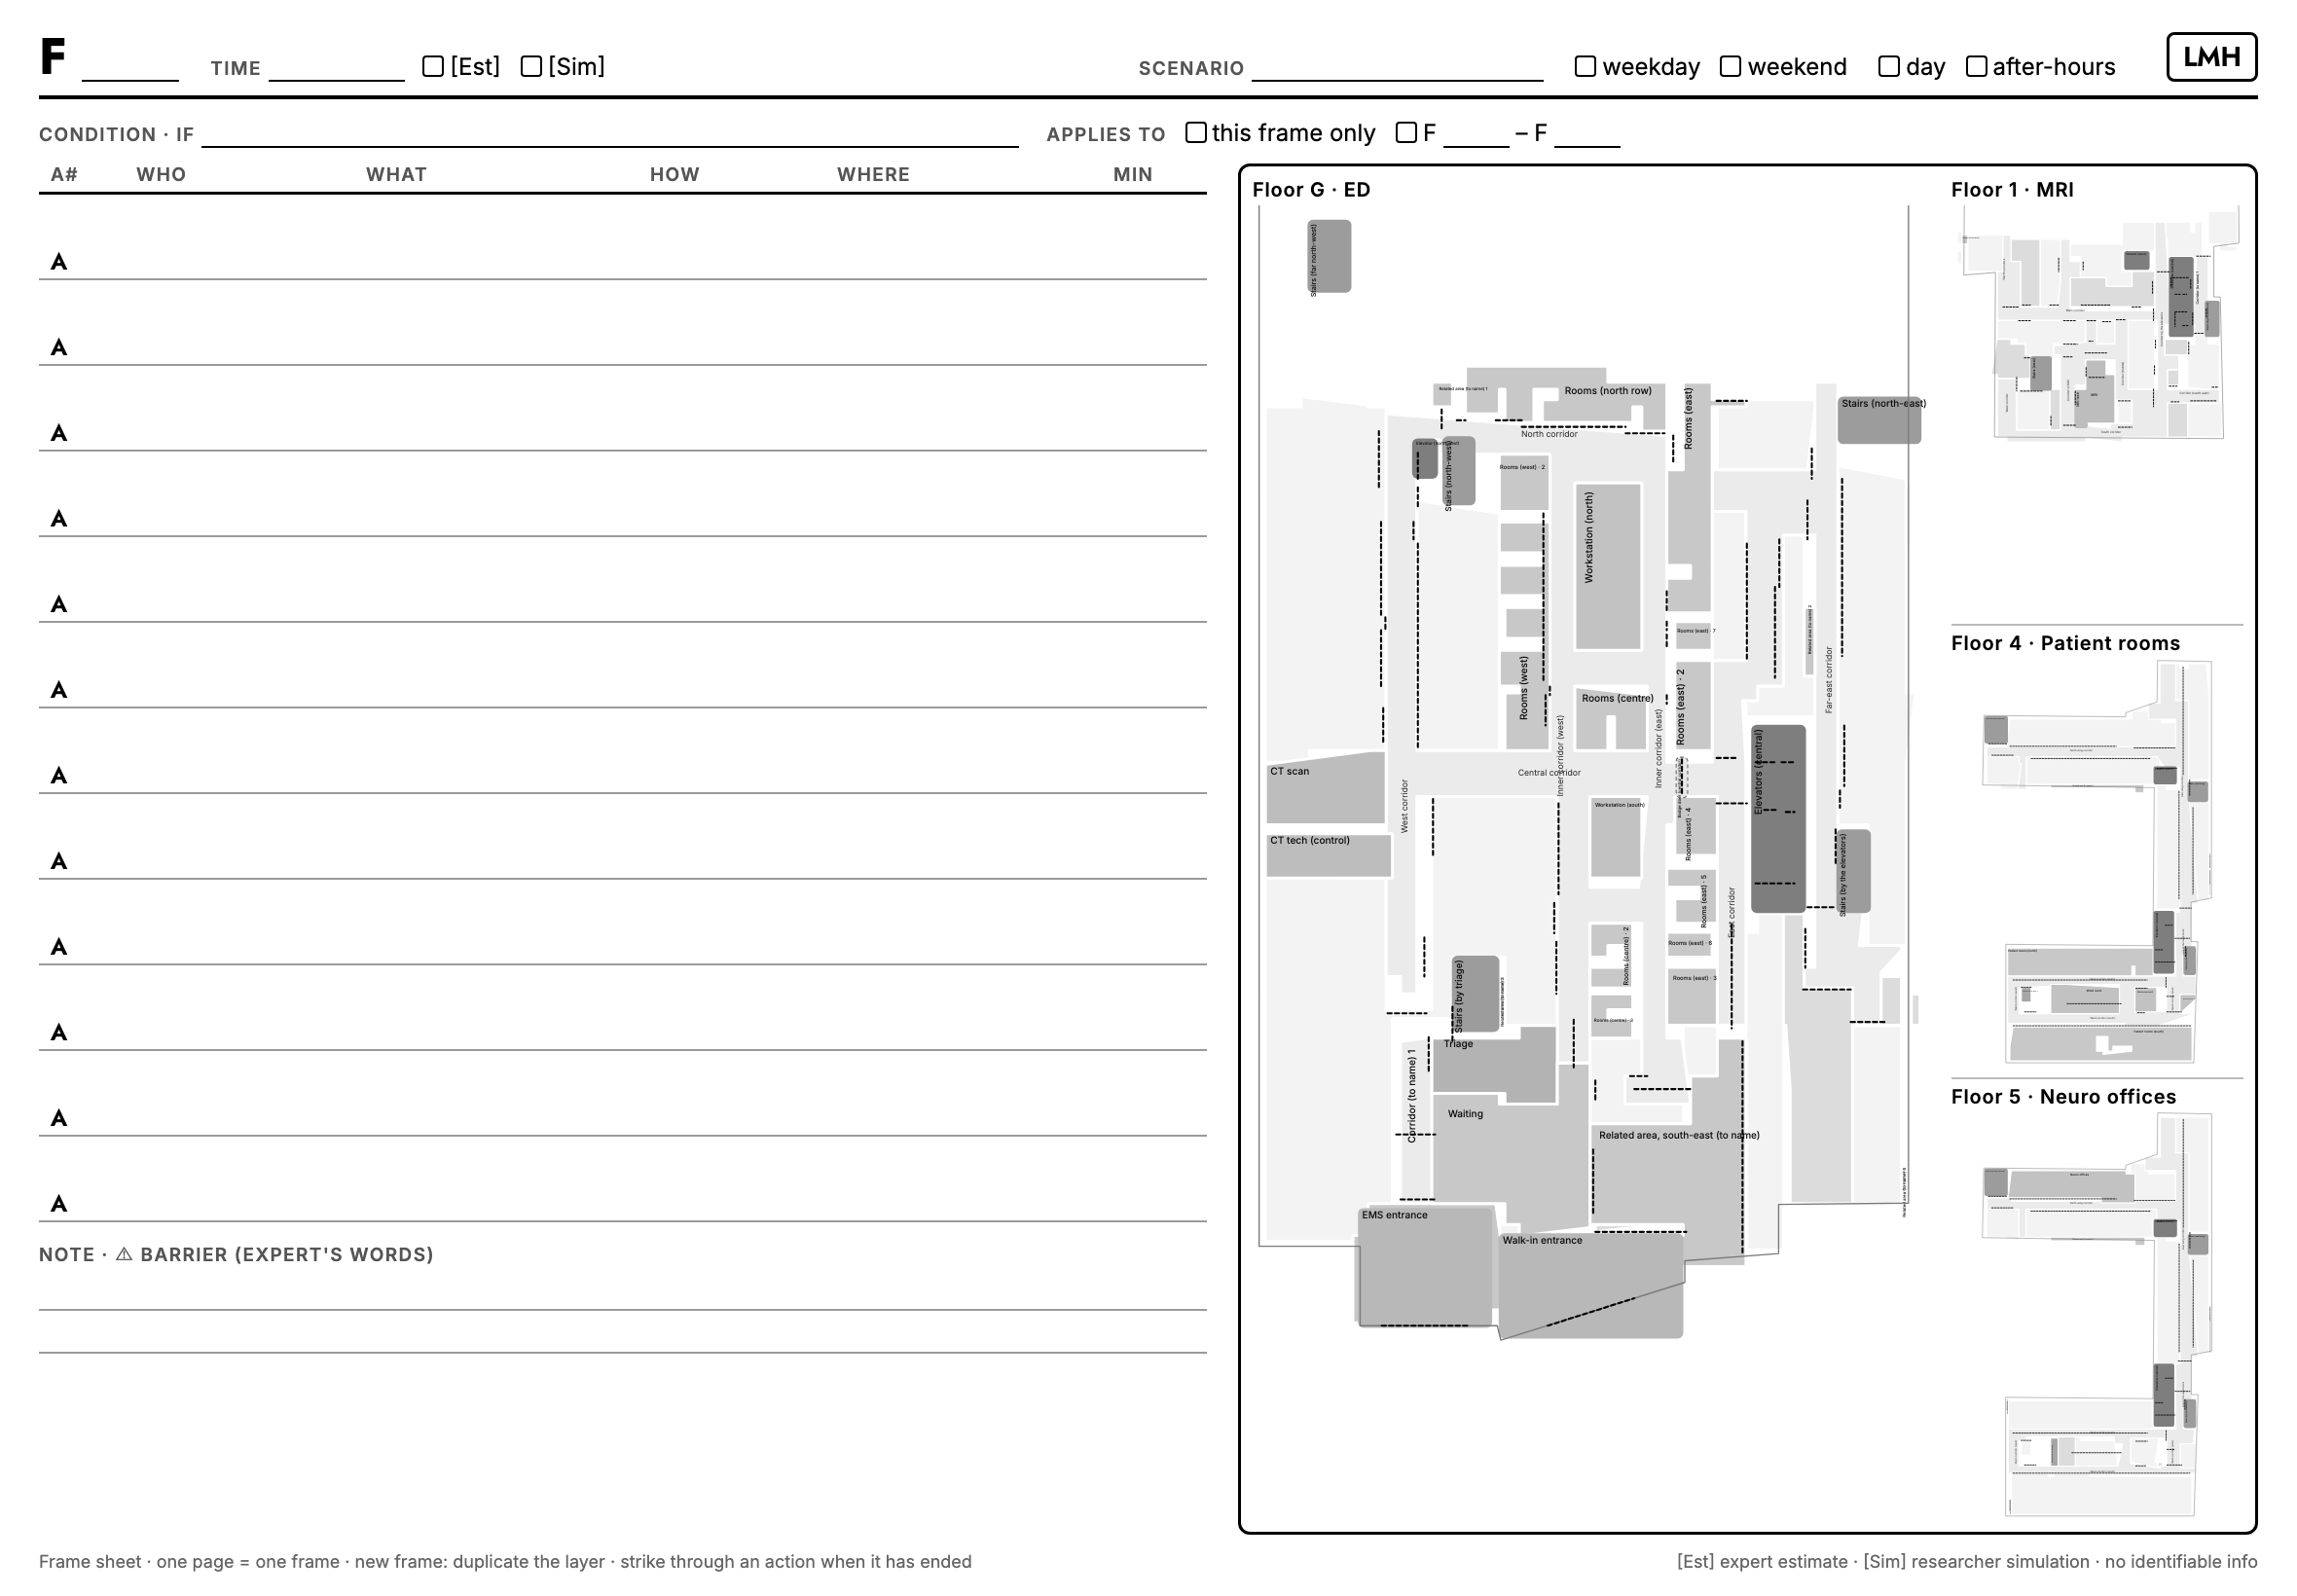 F TIME [Est] [Sim] SCENARIO weekday weekend day after-hours LMH
CONDITION · IF APPLIES TO this frame only F – F
A# WHO WHAT HOW WHERE MIN
A
A
A
A
A
A
A
A
A
A
A
A
NOTE · ⚠ BARRIER (EXPERT'S WORDS)
Floor G · ED
Stairs (far north-west)
Related area (to name) 1
Rooms (north row)
Rooms (east)
Stairs (north-east)
North corridor
Stairs (north-west)
Rooms (west) · 2
Workstation (north)
Rooms (east) · 7
Rooms (west)
Rooms (centre)
Rooms (east) · 2
Far-east corridor
Inner corridor (west)
Inner corridor (east)
Elevators (central)
CT scan
Central corridor
West corridor
Workstation (south)
Rooms (east) · 4
CT tech (control)
Stairs (by the elevators)
Rooms (east) · 5
East corridor
Rooms (centre) · 2
Rooms (east) · 6
Rooms (east) · 3
Stairs (by triage)
Rooms (centre) · 3
Triage
Corridor (to name) 1
Waiting
Related area, south-east (to name)
EMS entrance
Walk-in entrance
Floor 1 · MRI
Floor 4 · Patient rooms
Floor 5 · Neuro offices
Frame sheet · one page = one frame · new frame: duplicate the layer · strike through an action when it has ended
[Est] expert estimate · [Sim] researcher simulation · no identifiable info